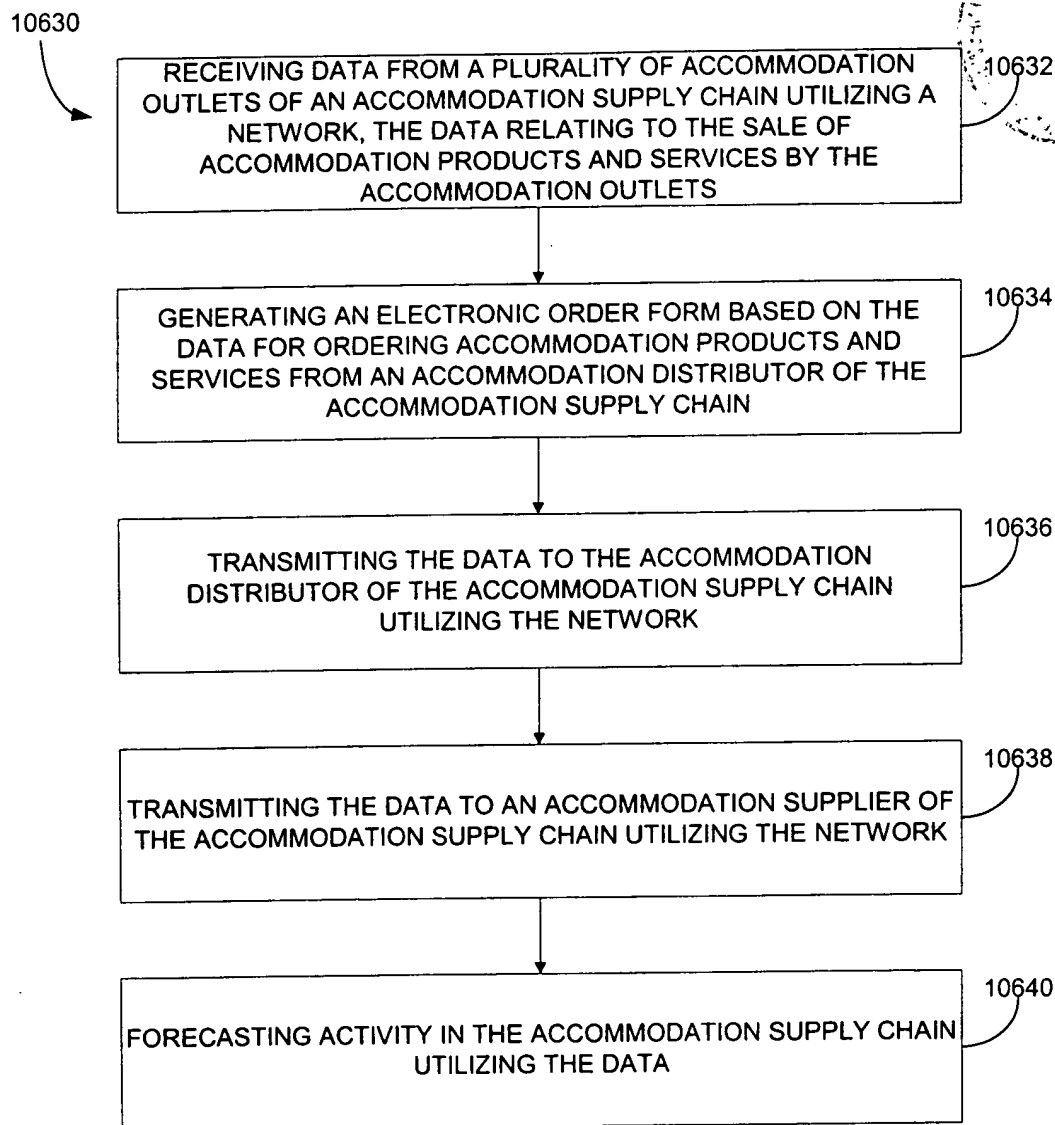 10630
RECEIVING DATA FROM A PLURALITY OF ACCOMMODATION
OUTLETS OF AN ACCOMMODATION SUPPLY CHAIN UTILIZING A
NETWORK, THE DATA RELATING TO THE SALE OF
ACCOMMODATION PRODUCTS AND SERVICES BY THE
ACCOMMODATION OUTLETS
10632
GENERATING AN ELECTRONIC ORDER FORM BASED ON THE
DATA FOR ORDERING ACCOMMODATION PRODUCTS AND
SERVICES FROM AN ACCOMMODATION DISTRIBUTOR OF THE
ACCOMMODATION SUPPLY CHAIN
10634
TRANSMITTING THE DATA TO THE ACCOMMODATION
DISTRIBUTOR OF THE ACCOMMODATION SUPPLY CHAIN
UTILIZING THE NETWORK
10636
TRANSMITTING THE DATA TO AN ACCOMMODATION SUPPLIER OF
THE ACCOMMODATION SUPPLY CHAIN UTILIZING THE NETWORK
10638
FORECASTING ACTIVITY IN THE ACCOMMODATION SUPPLY CHAIN
UTILIZING THE DATA
10640